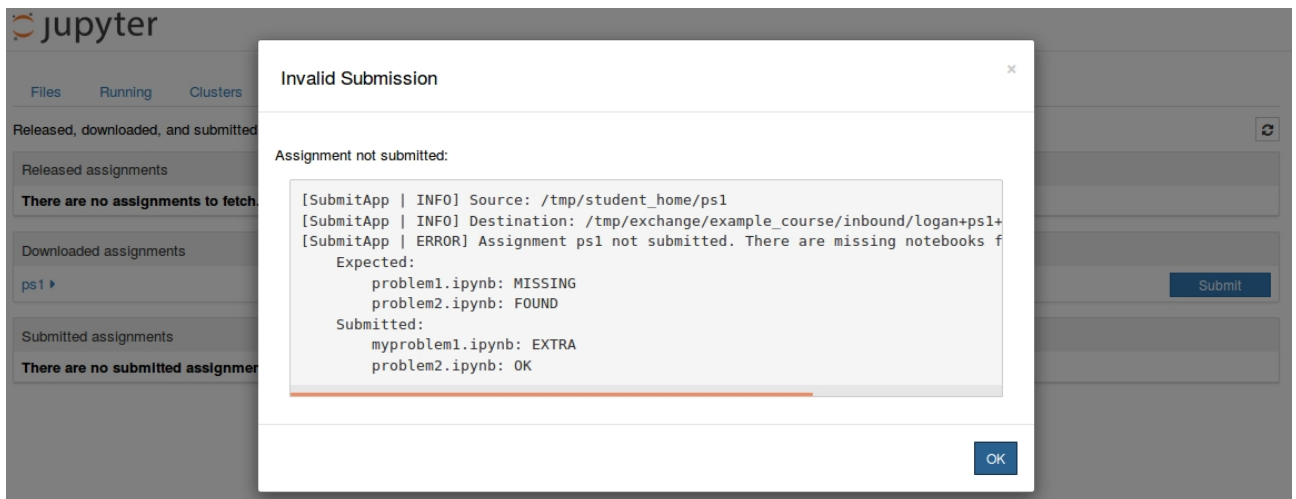 jupyter
Files Running Clusters
Released, downloaded, and submitted
Released assignments
There are no assignments to fetch.
Downloaded assignments
ps1
Submit
Submitted assignments
There are no submitted assignmen
Invalid Submission
×
Assignment not submitted:
[SubmitApp | INFO] Source: /tmp/student_home/ps1
[SubmitApp | INFO] Destination: /tmp/exchange/example_course/inbound/logan+ps1+
[SubmitApp | ERROR] Assignment ps1 not submitted. There are missing notebooks f
Expected:
problem1.ipynb: MISSING
problem2.ipynb: FOUND
Submitted:
myproblem1.ipynb: EXTRA
problem2.ipynb: OK
OK